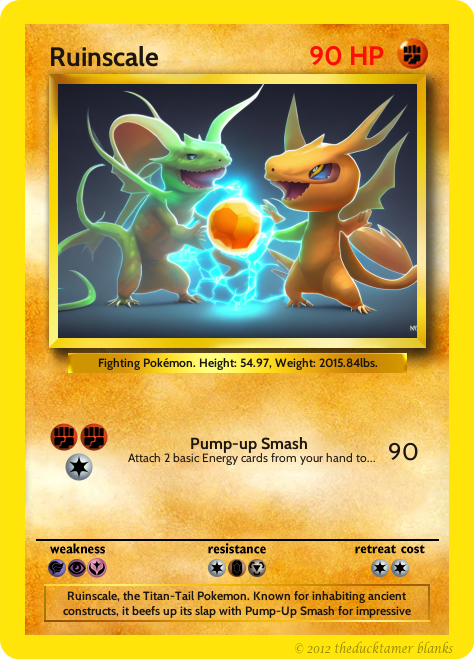 Ruinscale 90 HP
Fighting Pokémon. Height: 54.97, Weight: 2015.84lbs.
Pump-up Smash
Attach 2 basic Energy cards from your hand to... 90
weakness resistance retreat cost
Ruinscale, the Titan-Tail Pokemon. Known for inhabiting ancient
constructs, it beefs up its slap with Pump-Up Smash for impressive
© 2012 theducktamer blanks